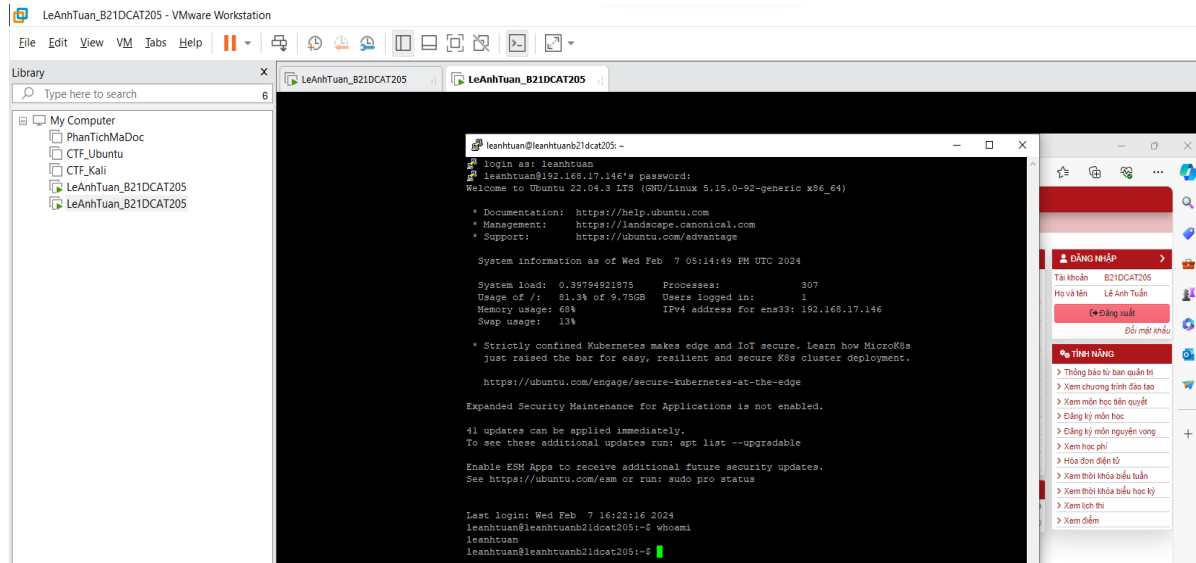 LeAnhTuan_B21DCAT205 - VMware Workstation
File Edit View VM Tabs Help
Library X
Type here to search 6
My Computer
PhanTichMaDoc
CTF_Ubuntu
CTF_Kali
LeAnhTuan_B21DCAT205
LeAnhTuan_B21DCAT205
LeAnhTuan_B21DCAT205
LeAnhTuan_B21DCAT205
leanhtuan@leanhtuanb21dcat205: ~
login as: leanhtuan
leanhtuan@192.168.17.146's password:
Welcome to Ubuntu 22.04.3 LTS (GNU/Linux 5.15.0-92-generic x86_64)
* Documentation: https://help.ubuntu.com
* Management: https://landscape.canonical.com
* Support: https://ubuntu.com/advantage
System information as of Wed Feb 7 05:14:49 PM UTC 2024
System load: 0.39794921875 Processes: 307
Usage of /: 81.3% of 9.75GB Users logged in: 1
Memory usage: 68% IPv4 address for ens33: 192.168.17.146
Swap usage: 13%
* Strictly confined Kubernetes makes edge and IoT secure. Learn how MicroK8s
just raised the bar for easy, resilient and secure K8s cluster deployment.
https://ubuntu.com/engage/secure-kubernetes-at-the-edge
Expanded Security Maintenance for Applications is not enabled.
41 updates can be applied immediately.
To see these additional updates run: apt list --upgradable
Enable ESM Apps to receive additional future security updates.
See https://ubuntu.com/esm or run: sudo pro status
Last login: Wed Feb 7 16:22:16 2024
leanhtuan@leanhtuanb21dcat205:~$ whoami
leanhtuan
leanhtuan@leanhtuanb21dcat205:~$
ĐĂNG NHẬP
Tài khoản B21DCAT205
Họ và tên Lê Anh Tuấn
Đăng xuất
Đổi mật khẩu
TÍNH NĂNG
> Thông báo từ ban quản trị
> Xem chương trình đào tạo
> Xem môn học tiên quyết
> Đăng ký môn học
> Đăng ký môn nguyện vọng
> Xem học phí
> Hóa đơn điện tử
> Xem thời khóa biểu tuần
> Xem thời khóa biểu học kỳ
> Xem lịch thi
> Xem điểm